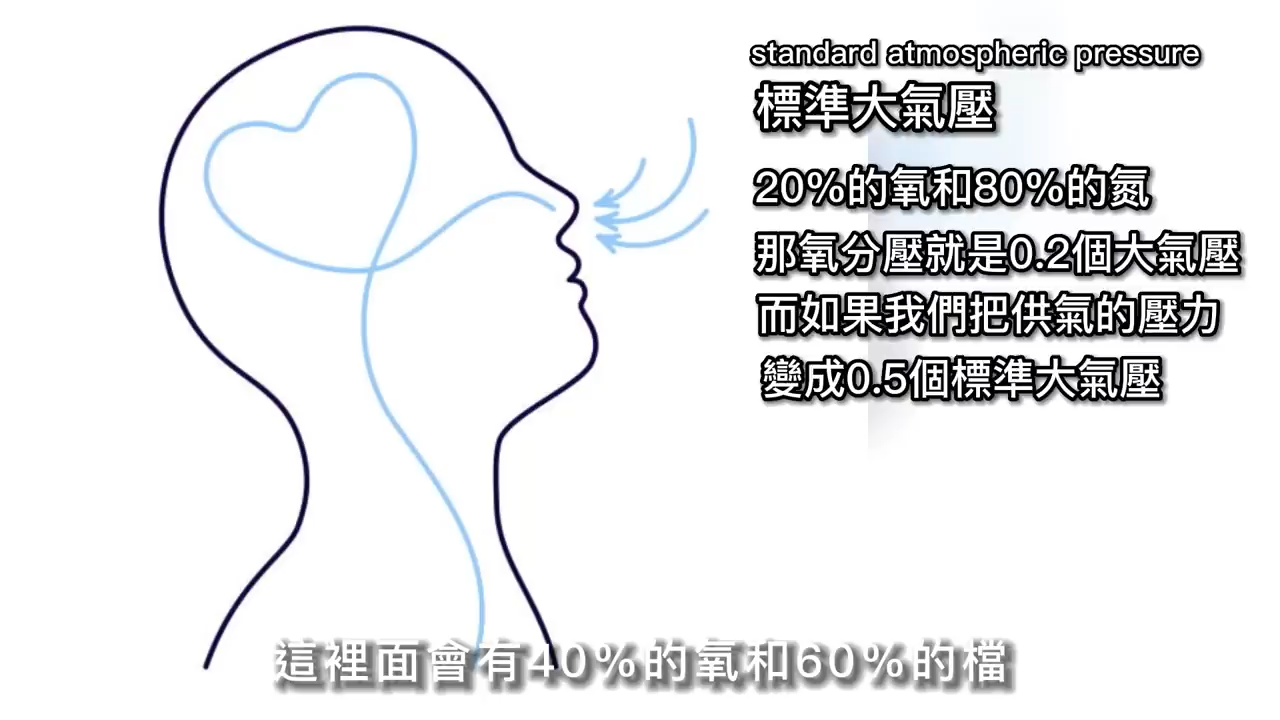 standard atmospheric pressure
標準大氣壓
20%的氧和80%的氮
那氧分壓就是0.2個大氣壓
而如果我們把供氣的壓力
變成0.5個標準大氣壓
這裡面會有40%的氧和60%的檔